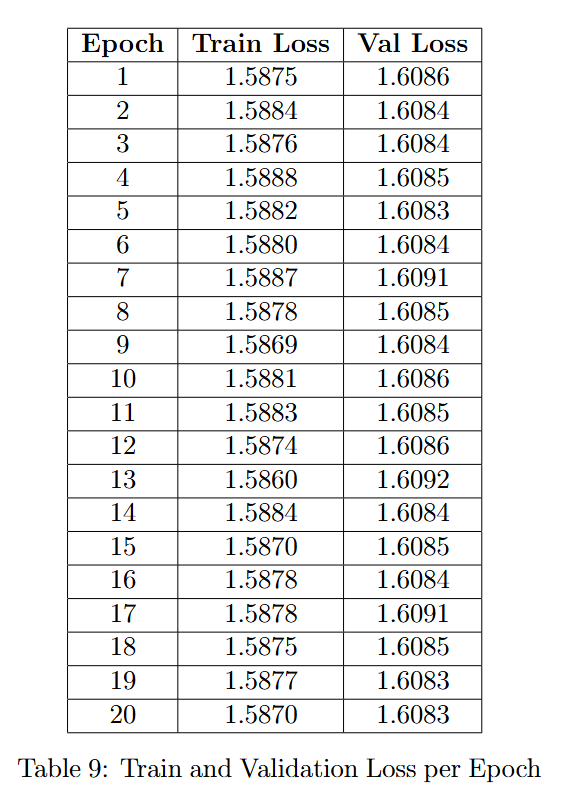 Epoch Train Loss Val Loss
1 1.5875 1.6086
2 1.5884 1.6084
3 1.5876 1.6084
4 1.5888 1.6085
5 1.5882 1.6083
6 1.5880 1.6084
7 1.5887 1.6091
8 1.5878 1.6085
9 1.5869 1.6084
10 1.5881 1.6086
11 1.5883 1.6085
12 1.5874 1.6086
13 1.5860 1.6092
14 1.5884 1.6084
15 1.5870 1.6085
16 1.5878 1.6084
17 1.5878 1.6091
18 1.5875 1.6085
19 1.5877 1.6083
20 1.5870 1.6083
Table 9: Train and Validation Loss per Epoch